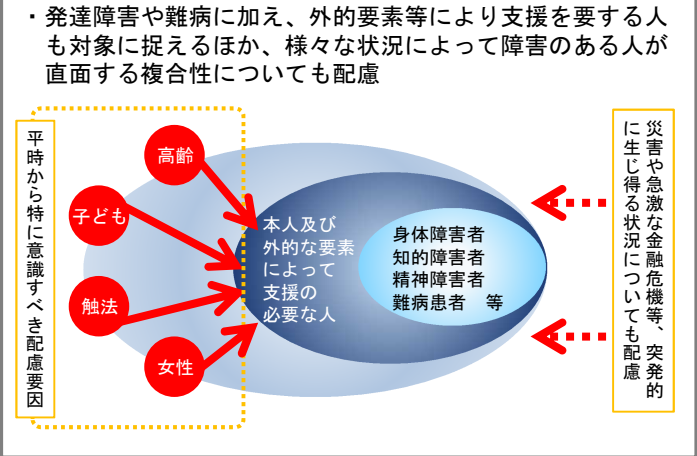 ・発達障害や難病に加え、外的要素等により支援を要する人
も対象に捉えるほか、様々な状況によって障害のある人が
直面する複合性についても配慮
平時から特に意識すべき配慮要因
高齢
子ども
触法
女性
本人及び
外的な要素
によって
支援の
必要な人
身体障害者
知的障害者
精神障害者
難病患者　等
災害や急激な金融危機等、突発的
に生じ得る状況についても配慮